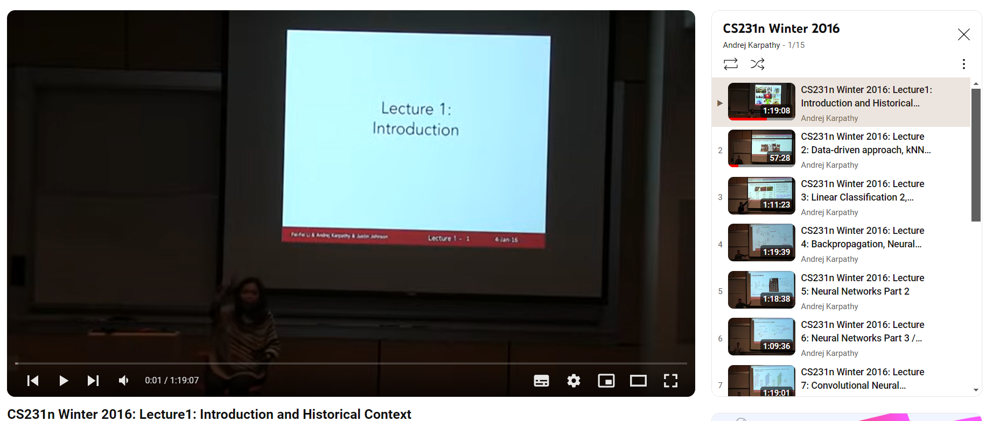 Lecture 1:
Introduction
Fei-Fei Li & Andrej Karpathy & Justin Johnson
Lecture 1 - 1
4-Jan-16
0:01 / 1:19:07
CS231n Winter 2016: Lecture1: Introduction and Historical Context
CS231n Winter 2016
Andrej Karpathy - 1/15
1:19:08
CS231n Winter 2016: Lecture1:
Introduction and Historical...
Andrej Karpathy
2
57:28
CS231n Winter 2016: Lecture
2: Data-driven approach, kNN...
Andrej Karpathy
3
1:11:23
CS231n Winter 2016: Lecture
3: Linear Classification 2,...
Andrej Karpathy
4
1:19:39
CS231n Winter 2016: Lecture
4: Backpropagation, Neural...
Andrej Karpathy
5
1:18:38
CS231n Winter 2016: Lecture
5: Neural Networks Part 2
Andrej Karpathy
6
1:09:36
CS231n Winter 2016: Lecture
6: Neural Networks Part 3 /...
Andrej Karpathy
7
1:19:01
CS231n Winter 2016: Lecture
7: Convolutional Neural...